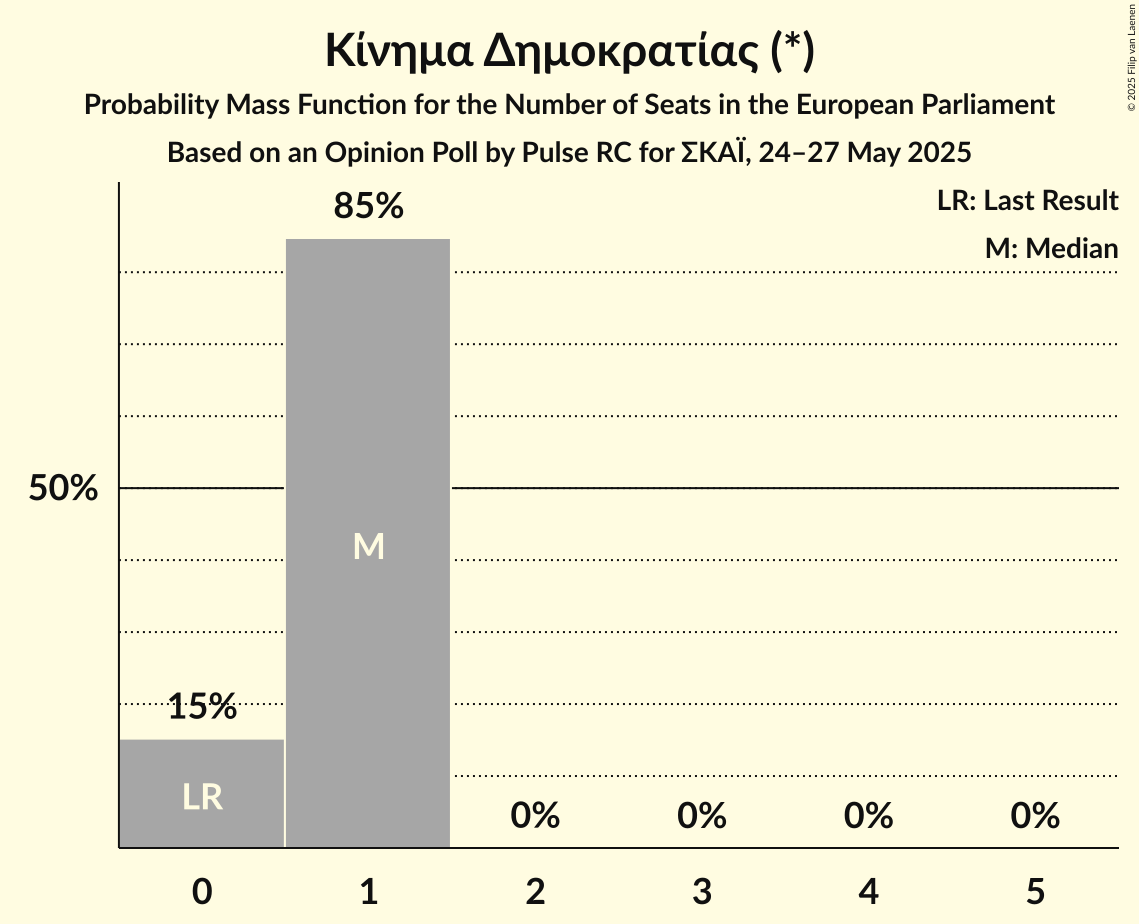 Κίνημα Δημοκρατίας (*)
Probability Mass Function for the Number of Seats in the European Parliament
Based on an Opinion Poll by Pulse RC for ΣΚΑΪ, 24–27 May 2025
© 2025 Filip van Laenen
LR: Last Result
M: Median
85%
50%
M
15%
LR
0% 0% 0% 0%
0 1 2 3 4 5